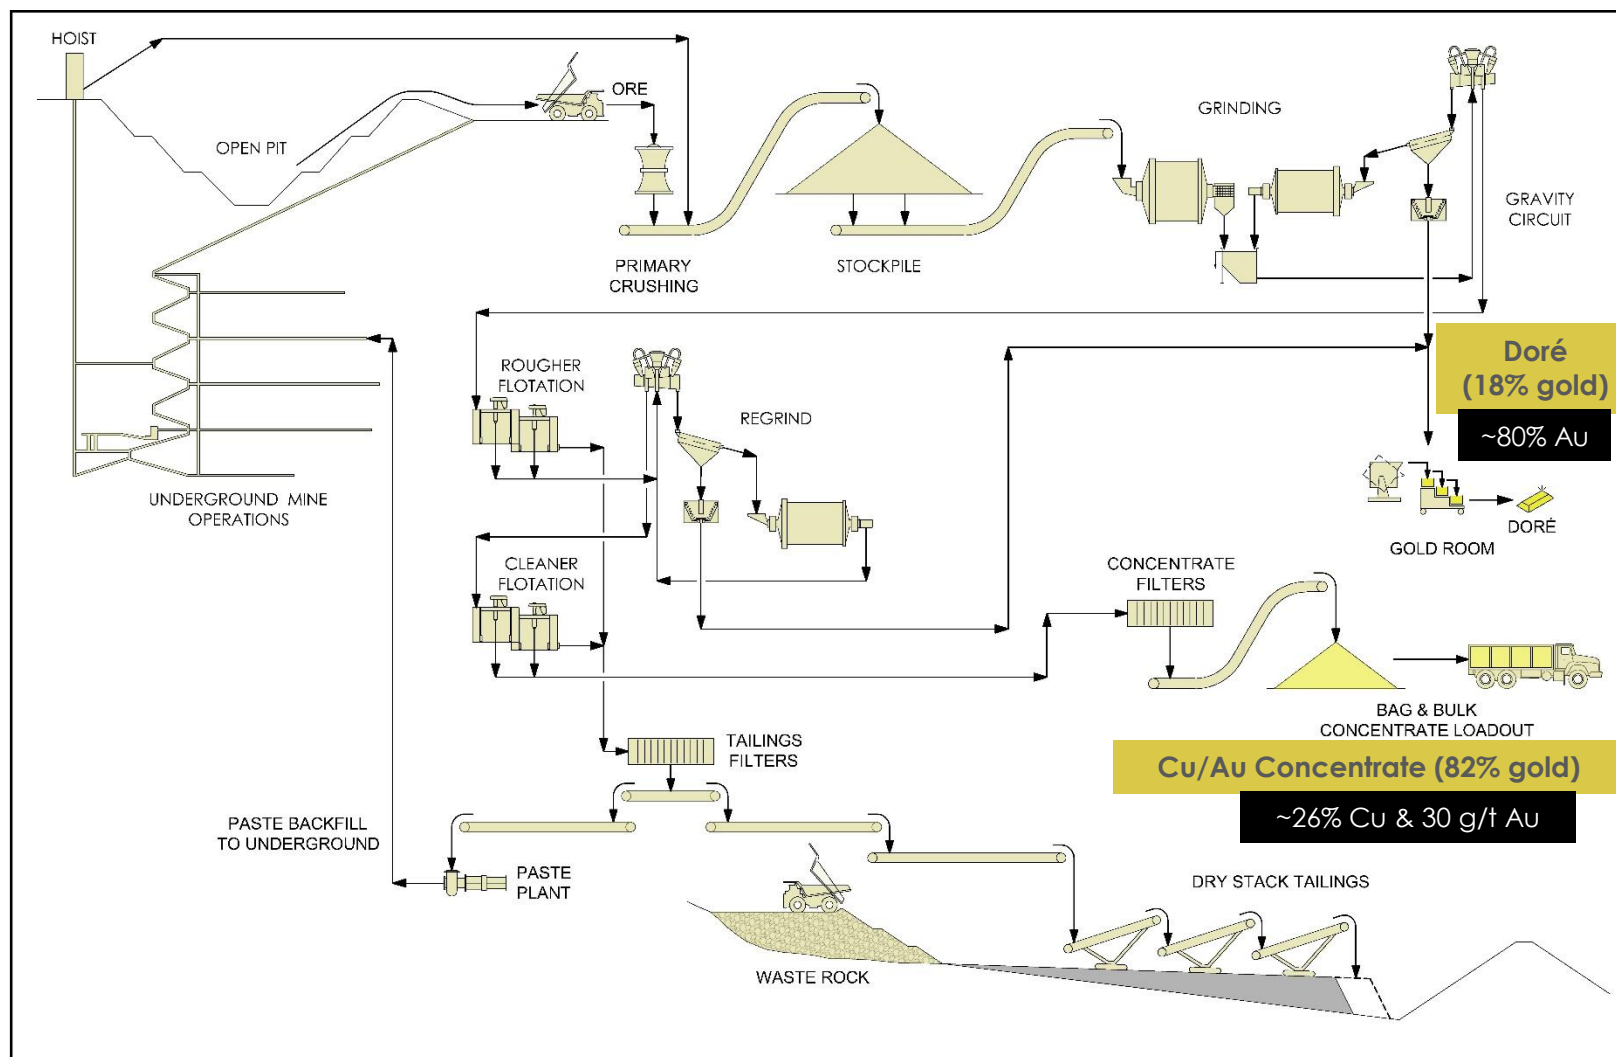 HOIST
ORE
OPEN PIT
GRINDING
GRAVITY
CIRCUIT
PRIMARY
CRUSHING
STOCKPILE
UNDERGROUND MINE
OPERATIONS
ROUGHER
FLOTATION
REGRIND
Doré
(18% gold)
~80% Au
GOLD ROOM
DORÉ
CLEANER
FLOTATION
CONCENTRATE
FILTERS
BAG & BULK
CONCENTRATE LOADOUT
Cu/Au Concentrate (82% gold)
~26% Cu & 30 g/t Au
TAILINGS
FILTERS
PASTE BACKFILL
TO UNDERGROUND
PASTE
PLANT
WASTE ROCK
DRY STACK TAILINGS